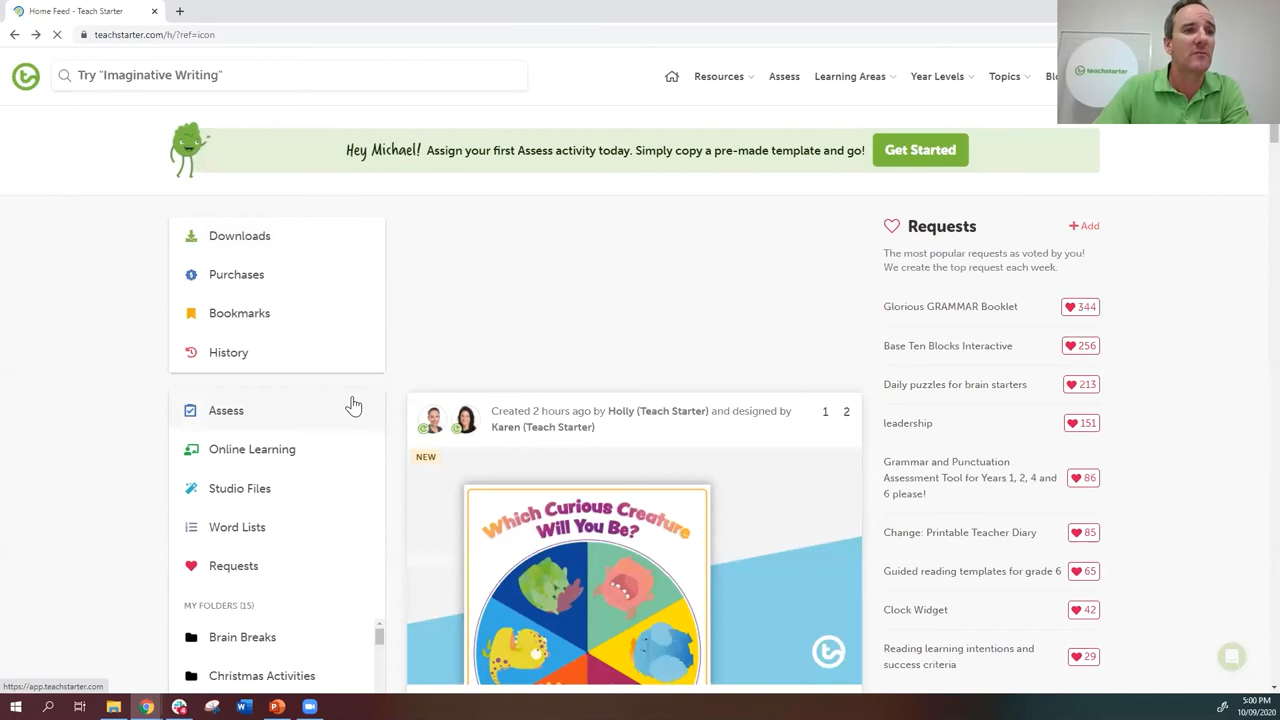 Home Feed - Teach Starter
teachstarter.com/h/?ref=icon
Try "Imaginative Writing"
Resources
Assess
Learning Areas
Year Levels
Topics
teachstarter
Hey Michael! Assign your first Assess activity today. Simply copy a pre-made template and go!
Get Started
Downloads
Purchases
Bookmarks
History
Assess
Online Learning
Studio Files
Word Lists
Requests
MY FOLDERS (15)
Brain Breaks
Christmas Activities
Created 2 hours ago by Holly (Teach Starter) and designed by
Karen (Teach Starter)
1 2
NEW
Which Curious Creature
Will You Be?
Requests
Add
The most popular requests as voted by you!
We create the top request each week.
Glorious GRAMMAR Booklet
344
Base Ten Blocks Interactive
256
Daily puzzles for brain starters
213
leadership
151
Grammar and Punctuation
Assessment Tool for Years 1, 2, 4 and
6 please!
86
Change: Printable Teacher Diary
85
Guided reading templates for grade 6
65
Clock Widget
42
Reading learning intentions and
success criteria
29
https://app.teachstarter.com
5:00 PM
10/09/2020